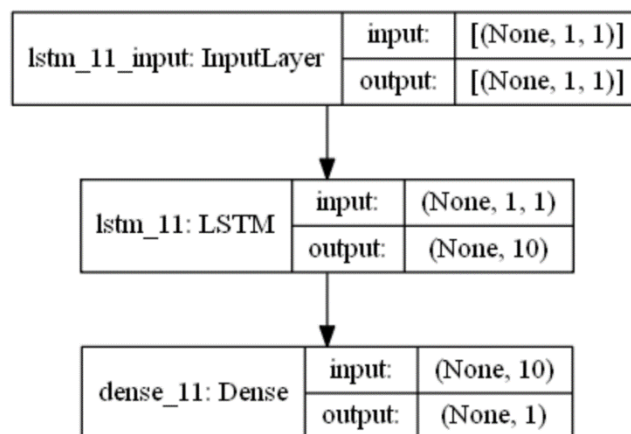 lstm_11_input: InputLayer
input: [(None, 1, 1)]
output: [(None, 1, 1)]
lstm_11: LSTM
input: (None, 1, 1)
output: (None, 10)
dense_11: Dense
input: (None, 10)
output: (None, 1)